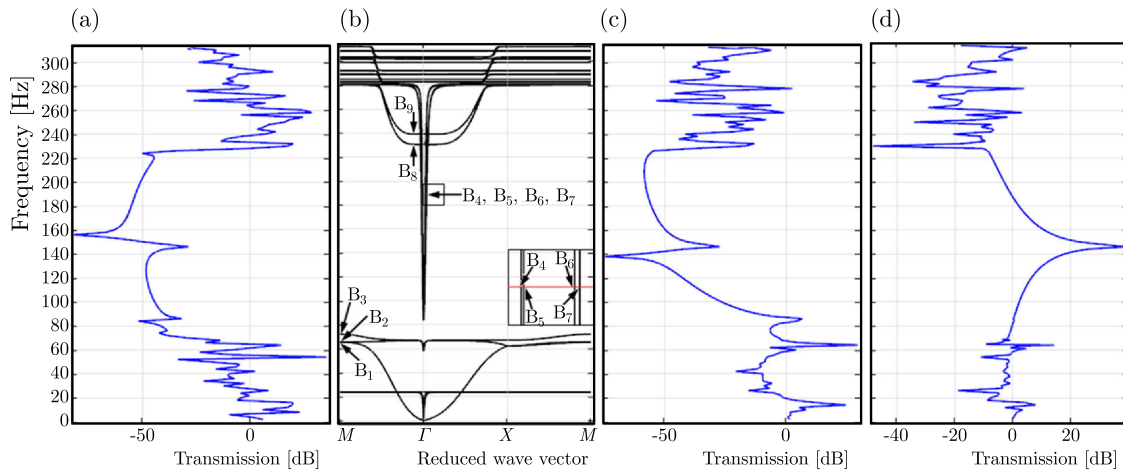 (a) (b) (c) (d)
Frequency [Hz]
300
280
260
240
220
200
180
160
140
120
100
80
60
40
20
0
B9
B8
B4, B5, B6, B7
B4 B6
B5 B7
B3
B2
B1
-50 0 M Γ X M -50 0 -40 -20 0 20
Transmission [dB] Reduced wave vector Transmission [dB] Transmission [dB]